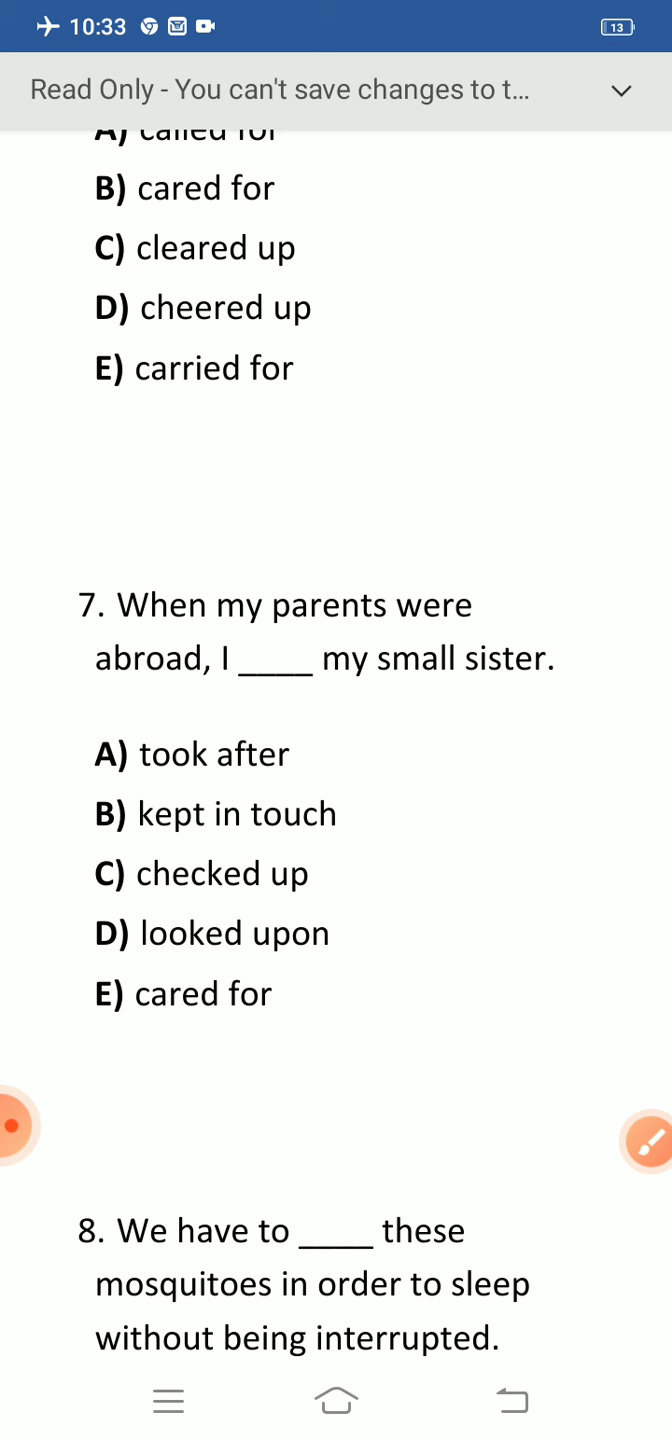 10:33
13
Read Only - You can't save changes to t...
A) called for
B) cared for
C) cleared up
D) cheered up
E) carried for
7. When my parents were
abroad, I ____ my small sister.
A) took after
B) kept in touch
C) checked up
D) looked upon
E) cared for
8. We have to ____ these
mosquitoes in order to sleep
without being interrupted.